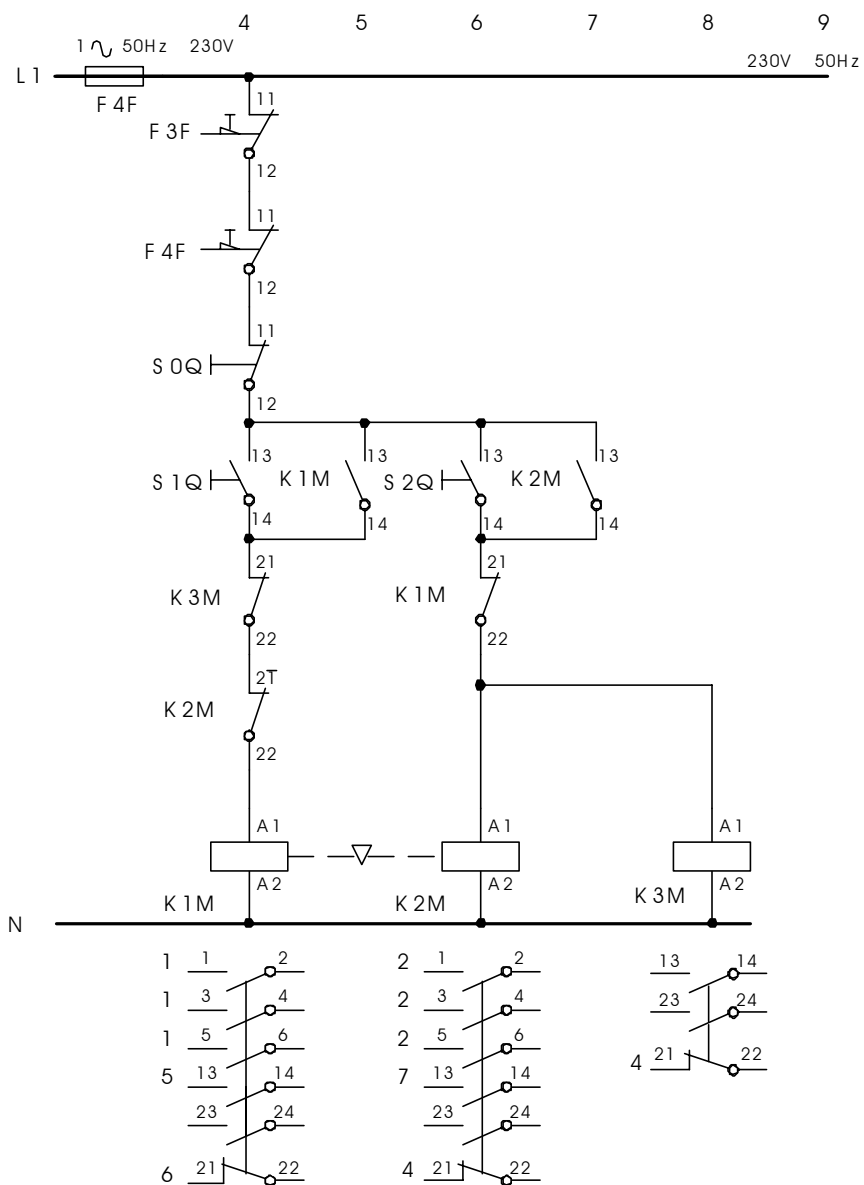 4 5 6 7 8 9
1 50Hz 230V
230V 50Hz
L1
F4F
11
F3F
12
11
F4F
12
11
S0Q
12
13 13 13 13
S1Q K1M S2Q K2M
14 14 14 14
21 21
K3M K1M
22 22
21
K2M
22
A1 A1 A1
A2 A2 A2
K1M K2M K3M
N
1 1 2 2 1 2 13 14
1 3 4 2 3 4 23 24
1 5 6 2 5 6 4 21 22
5 13 14 7 13 14
23 24 23 24
6 21 22 4 21 22